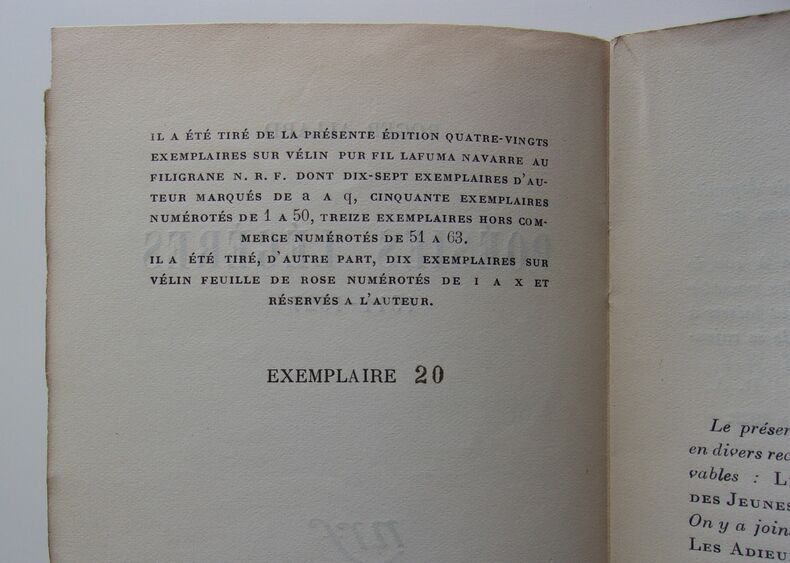 IL A ÉTÉ TIRÉ DE LA PRÉSENTE ÉDITION QUATRE-VINGTS
EXEMPLAIRES SUR VÉLIN PUR FIL LAFUMA NAVARRE AU
FILIGRANE N. R. F. DONT DIX-SEPT EXEMPLAIRES D'AU-
TEUR MARQUÉS DE a A q, CINQUANTE EXEMPLAIRES
NUMÉROTÉS DE 1 A 50, TREIZE EXEMPLAIRES HORS COM-
MERCE NUMÉROTÉS DE 51 A 63.
IL A ÉTÉ TIRÉ, D'AUTRE PART, DIX EXEMPLAIRES SUR
VÉLIN FEUILLE DE ROSE NUMÉROTÉS DE I A X ET
RÉSERVÉS A L'AUTEUR.
EXEMPLAIRE 20
nrf
Le présen
en divers rec
vables : L
DES JEUNES
On y a join
LES ADIEU